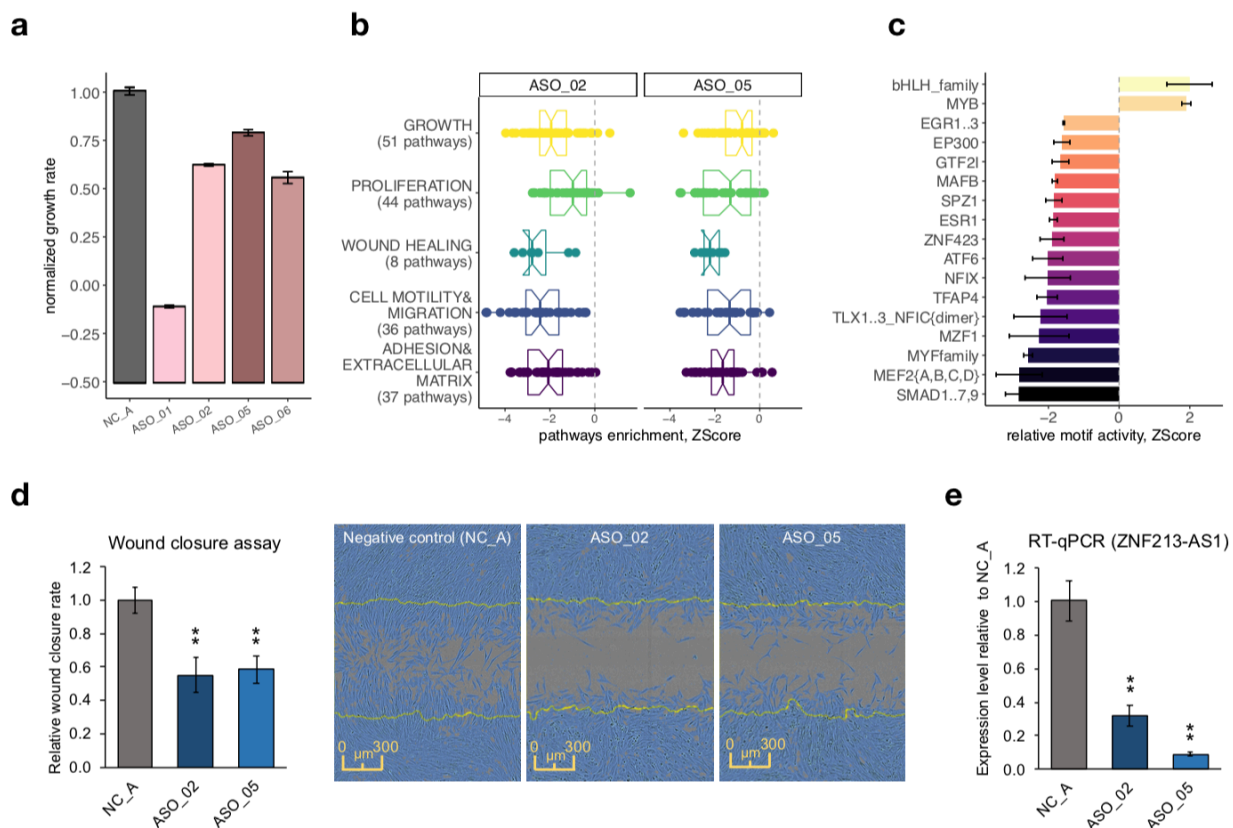 a
normalized growth rate
1.00
0.75
0.50
0.25
0.00
−0.25
−0.50
NC_A
ASO_01
ASO_02
ASO_05
ASO_06
b
ASO_02
ASO_05
GROWTH
(51 pathways)
PROLIFERATION
(44 pathways)
WOUND HEALING
(8 pathways)
CELL MOTILITY&
MIGRATION
(36 pathways)
ADHESION&
EXTRACELLULAR
MATRIX
(37 pathways)
−4
−2
0
−4
−2
0
pathways enrichment, ZScore
c
bHLH_family
MYB
EGR1..3
EP300
GTF2I
MAFB
SPZ1
ESR1
ZNF423
ATF6
NFIX
TFAP4
TLX1..3_NFIC{dimer}
MZF1
MYFfamily
MEF2{A,B,C,D}
SMAD1..7,9
−2
0
2
relative motif activity, ZScore
d
Wound closure assay
Relative wound closure rate
1.2
1.0
0.8
0.6
0.4
0.2
0.0
**
**
NC_A
ASO_02
ASO_05
Negative control (NC_A)
ASO_02
ASO_05
0 300
µm
0 300
µm
0 300
µm
e
RT-qPCR (ZNF213-AS1)
Expression level relative to NC_A
1.2
1.0
0.8
0.6
0.4
0.2
0.0
**
**
NC_A
ASO_02
ASO_05